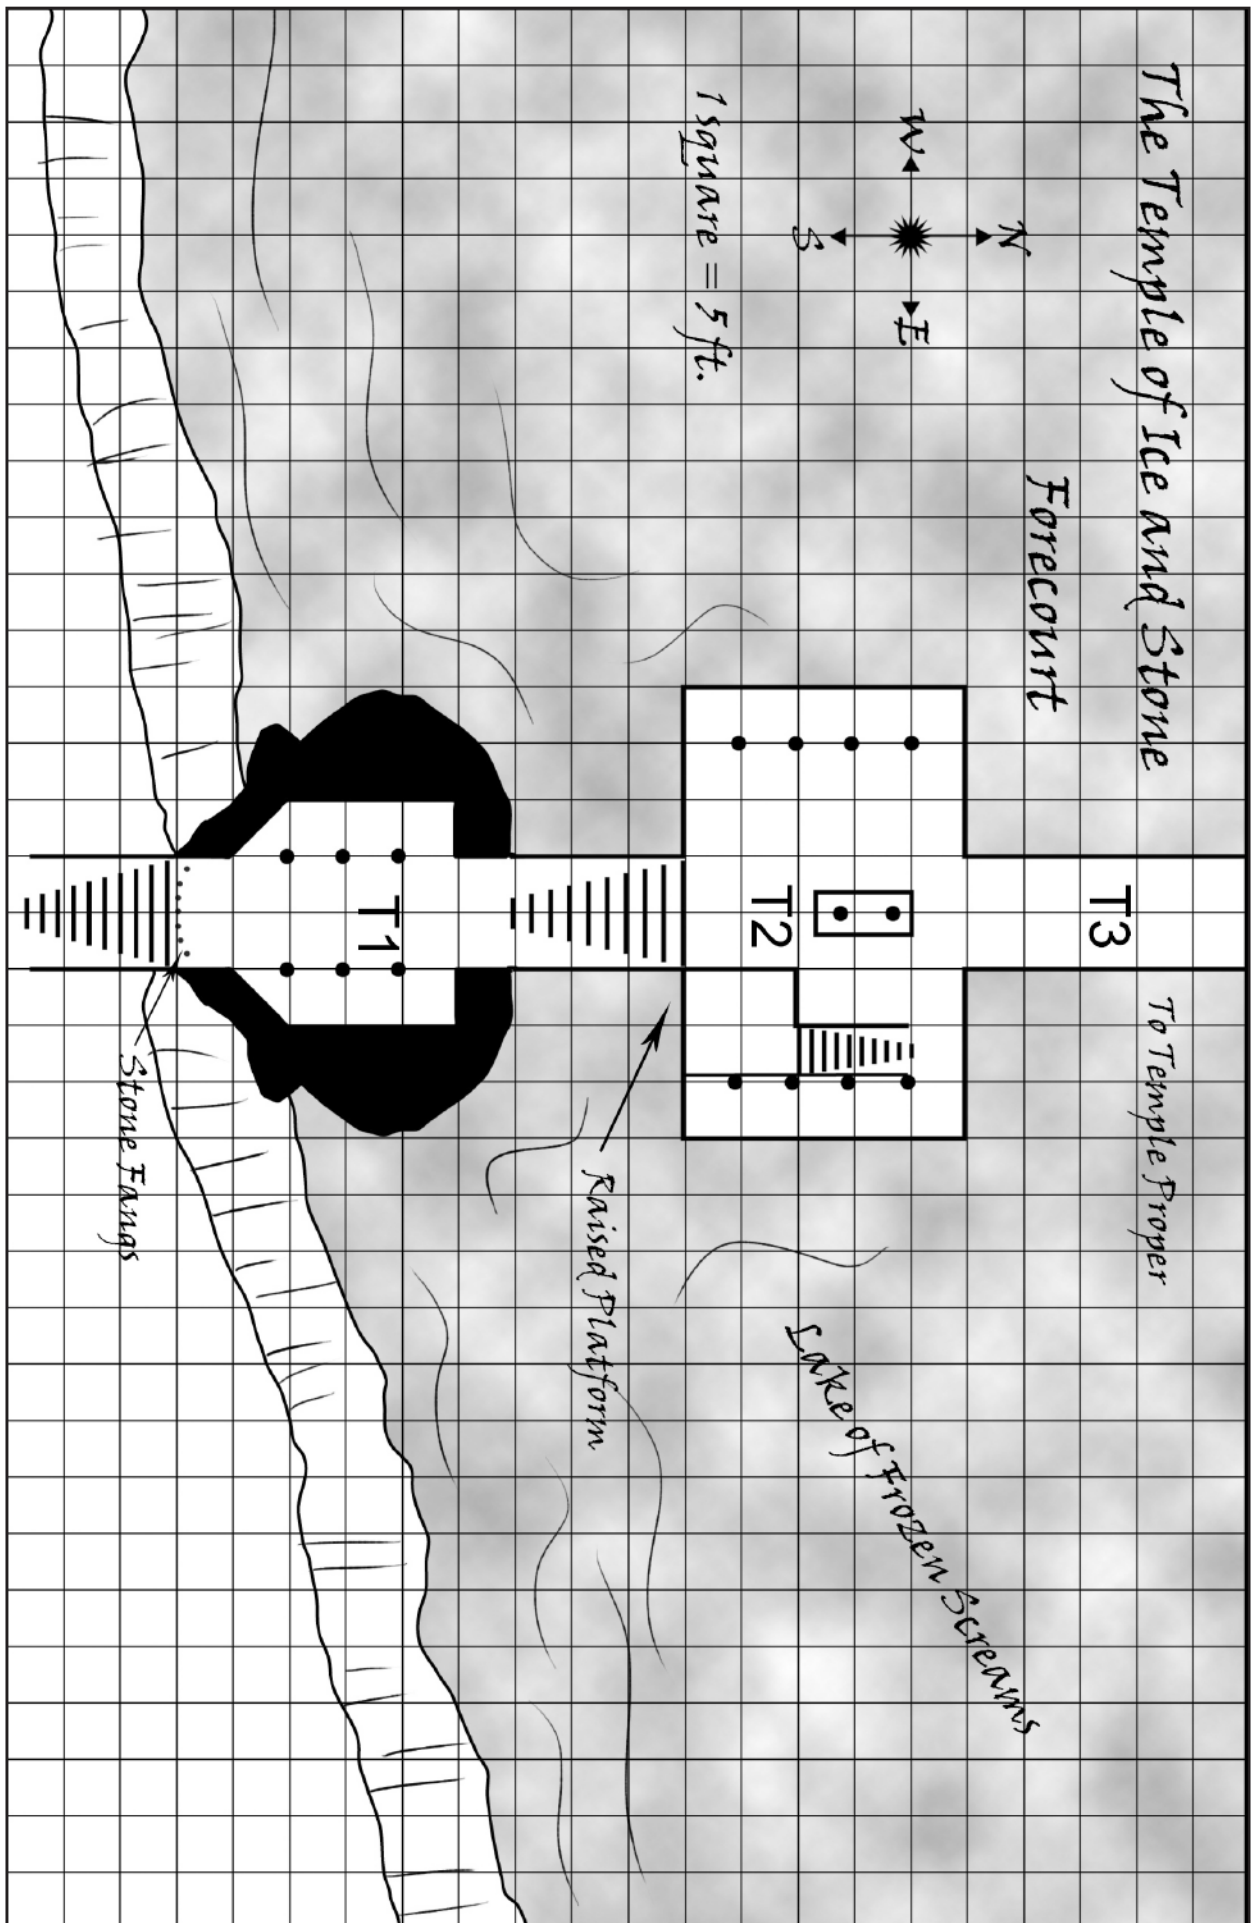 The Temple of Ice and Stone
Forecourt
N
W
E
S
1 square = 5 ft.
T3
To Temple Proper
T2
Lake of Frozen Screams
Raised Platform
T1
Stone Fangs